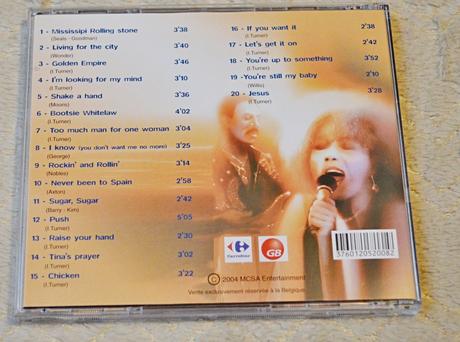 1 - Mississipi Rolling stone 3'38
(Seals - Goodman)
2 - Living for the city 3'40
(Wonder)
3 - Golden Empire 3'46
(I.Turner)
4 - I'm looking for my mind 3'10
(I.Turner)
5 - Shake a hand 3'36
(Moons)
6 - Bootsie Whitelaw 4'02
(I.Turner)
7 - Too much man for one woman 3'04
(I.Turner)
8 - I know (you don't want me no more) 3'25
(George)
9 - Rockin' and Rollin' 3'14
(Nobles)
10 - Never been to Spain 2'58
(Axton)
11 - Sugar, Sugar 2'42
(Barry - Kim)
12 - Push 5'05
(I.Turner)
13 - Raise your hand 2'30
(I.Turner)
14 - Tina's prayer 3'02
(I.Turner)
15 - Chicken 3'22
(I.Turner)
16 - If you want it 2'38
(I.Turner)
17 - Let's get it on 2'42
(I.Turner)
18 - You're up to something 3'52
(I.Turner)
19 -You're still my baby 2'10
(Willis)
20 - Jesus 3'28
(I.Turner)
Carrefour
GB
3760120520082
© 2004 MCSA Entertainment
Vente exclusivement réservée à la Belgique